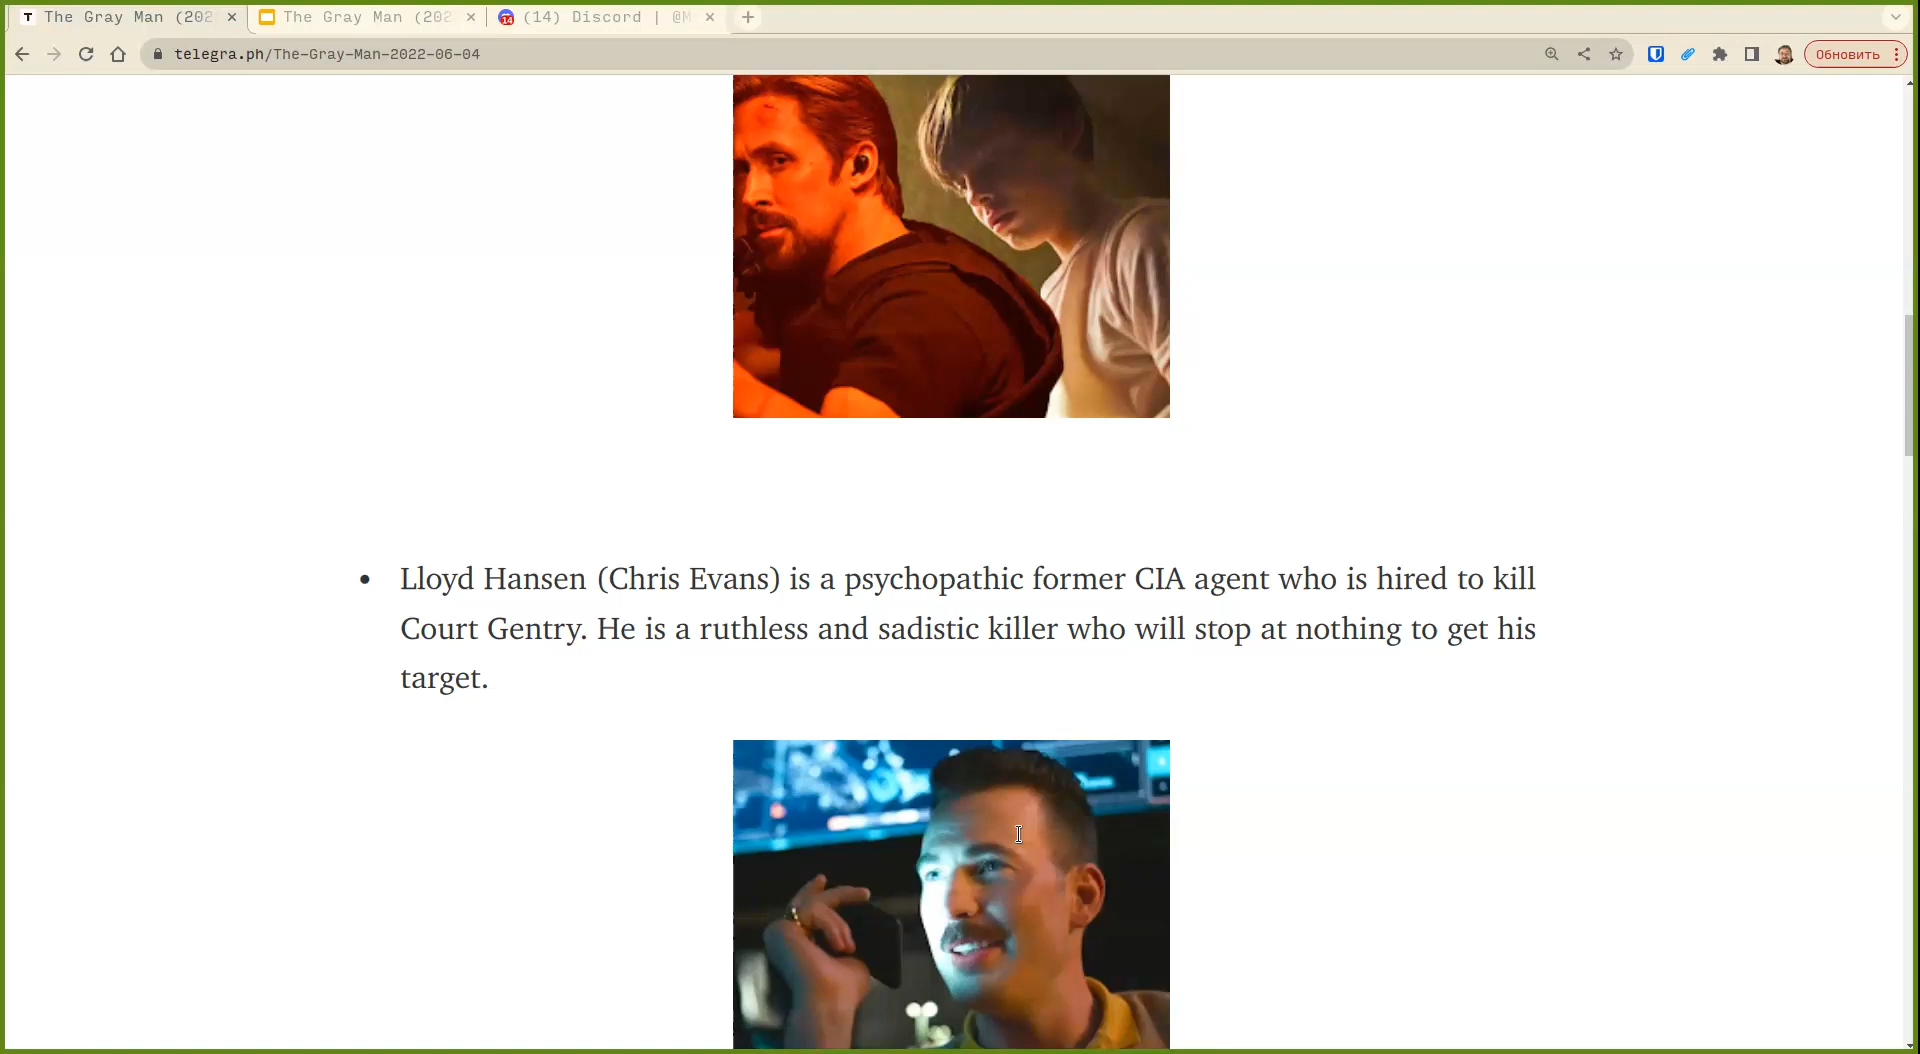 The Gray Man (202
The Gray Man (202
(14) Discord | @M
telegra.ph/The-Gray-Man-2022-06-04
Обновить
• Lloyd Hansen (Chris Evans) is a psychopathic former CIA agent who is hired to kill
Court Gentry. He is a ruthless and sadistic killer who will stop at nothing to get his
target.